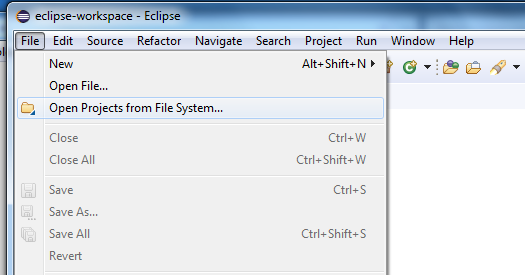 eclipse-workspace - Eclipse
File Edit Source Refactor Navigate Search Project Run Window Help
New Alt+Shift+N
Open File...
Open Projects from File System...
Close Ctrl+W
Close All Ctrl+Shift+W
Save Ctrl+S
Save As...
Save All Ctrl+Shift+S
Revert